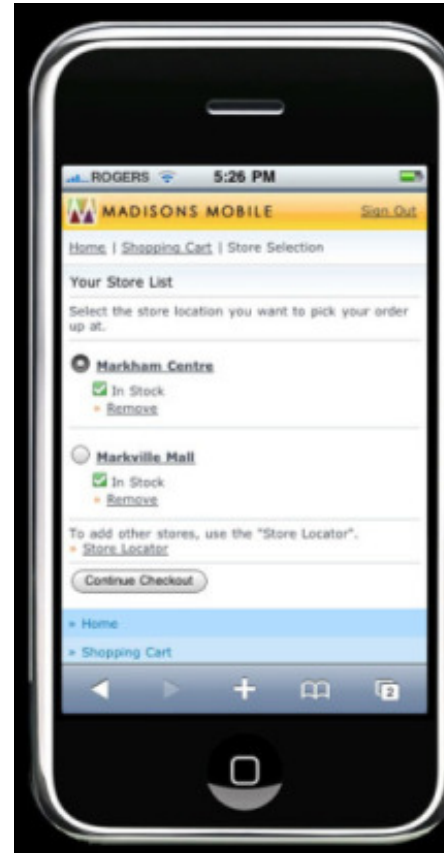 ROGERS 5:26 PM
MADISONS MOBILE Sign Out
Home | Shopping Cart | Store Selection
Your Store List
Select the store location you want to pick your order
up at.
Markham Centre
In Stock
» Remove
Markville Mall
In Stock
» Remove
To add other stores, use the "Store Locator".
» Store Locator
Continue Checkout
» Home
» Shopping Cart
2